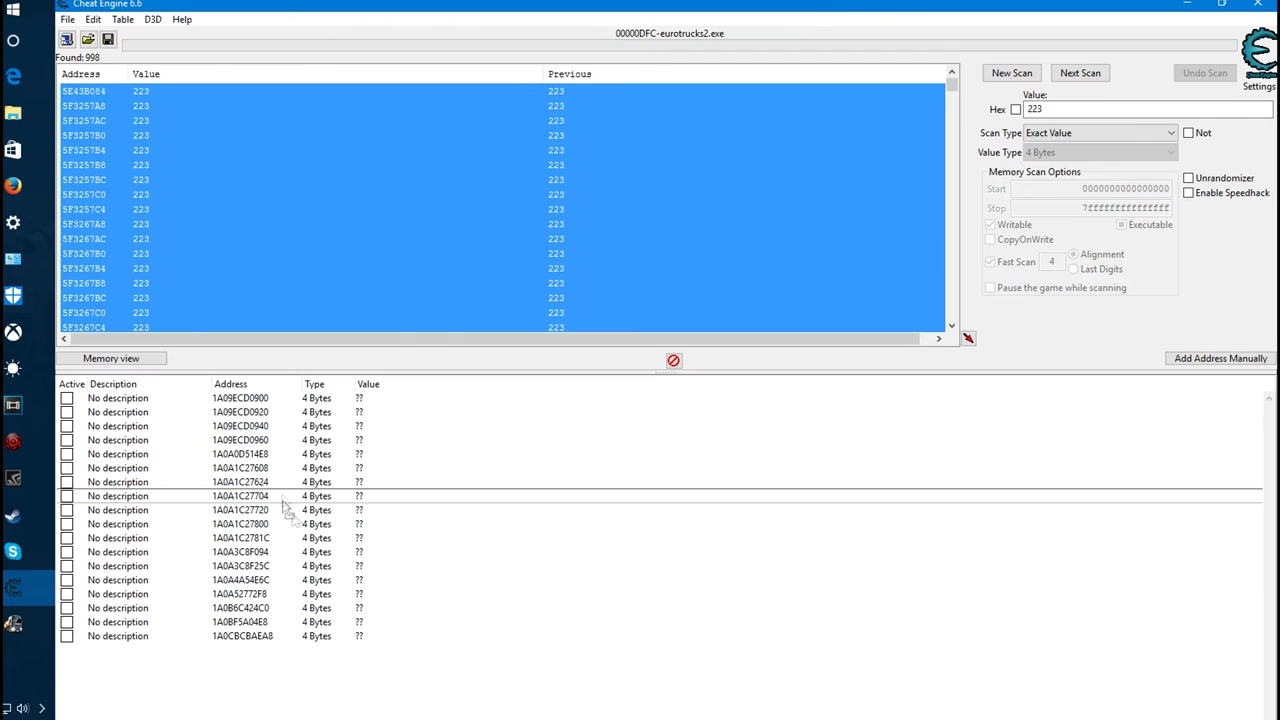 Cheat Engine 6.6
File Edit Table D3D Help
00000DFC-eurotrucks2.exe
Found: 998
Address Value Previous
5E43B084 223 223
5F3257A8 223 223
5F3257AC 223 223
5F3257B0 223 223
5F3257B4 223 223
5F3257B8 223 223
5F3257BC 223 223
5F3257C0 223 223
5F3257C4 223 223
5F3267A8 223 223
5F3267AC 223 223
5F3267B0 223 223
5F3267B4 223 223
5F3267B8 223 223
5F3267BC 223 223
5F3267C0 223 223
5F3267C4 223 223
New Scan Next Scan Undo Scan
Settings
Value:
Hex 223
Scan Type Exact Value Not
Value Type 4 Bytes
Memory Scan Options
Start 0000000000000000
Stop 7fffffffffffffff
Unrandomizer
Enable Speedhack
Writable Executable
CopyOnWrite
Fast Scan 4 Alignment
Last Digits
Pause the game while scanning
Memory view Add Address Manually
Active Description Address Type Value
No description 1A09ECD0900 4 Bytes ??
No description 1A09ECD0920 4 Bytes ??
No description 1A09ECD0940 4 Bytes ??
No description 1A09ECD0960 4 Bytes ??
No description 1A0A0D514E8 4 Bytes ??
No description 1A0A1C27608 4 Bytes ??
No description 1A0A1C27624 4 Bytes ??
No description 1A0A1C27704 4 Bytes ??
No description 1A0A1C27720 4 Bytes ??
No description 1A0A1C27800 4 Bytes ??
No description 1A0A1C2781C 4 Bytes ??
No description 1A0A3C8F094 4 Bytes ??
No description 1A0A3C8F25C 4 Bytes ??
No description 1A0A4A54E6C 4 Bytes ??
No description 1A0A52772F8 4 Bytes ??
No description 1A0B6C424C0 4 Bytes ??
No description 1A0BF5A04E8 4 Bytes ??
No description 1A0CBCBAEA8 4 Bytes ??